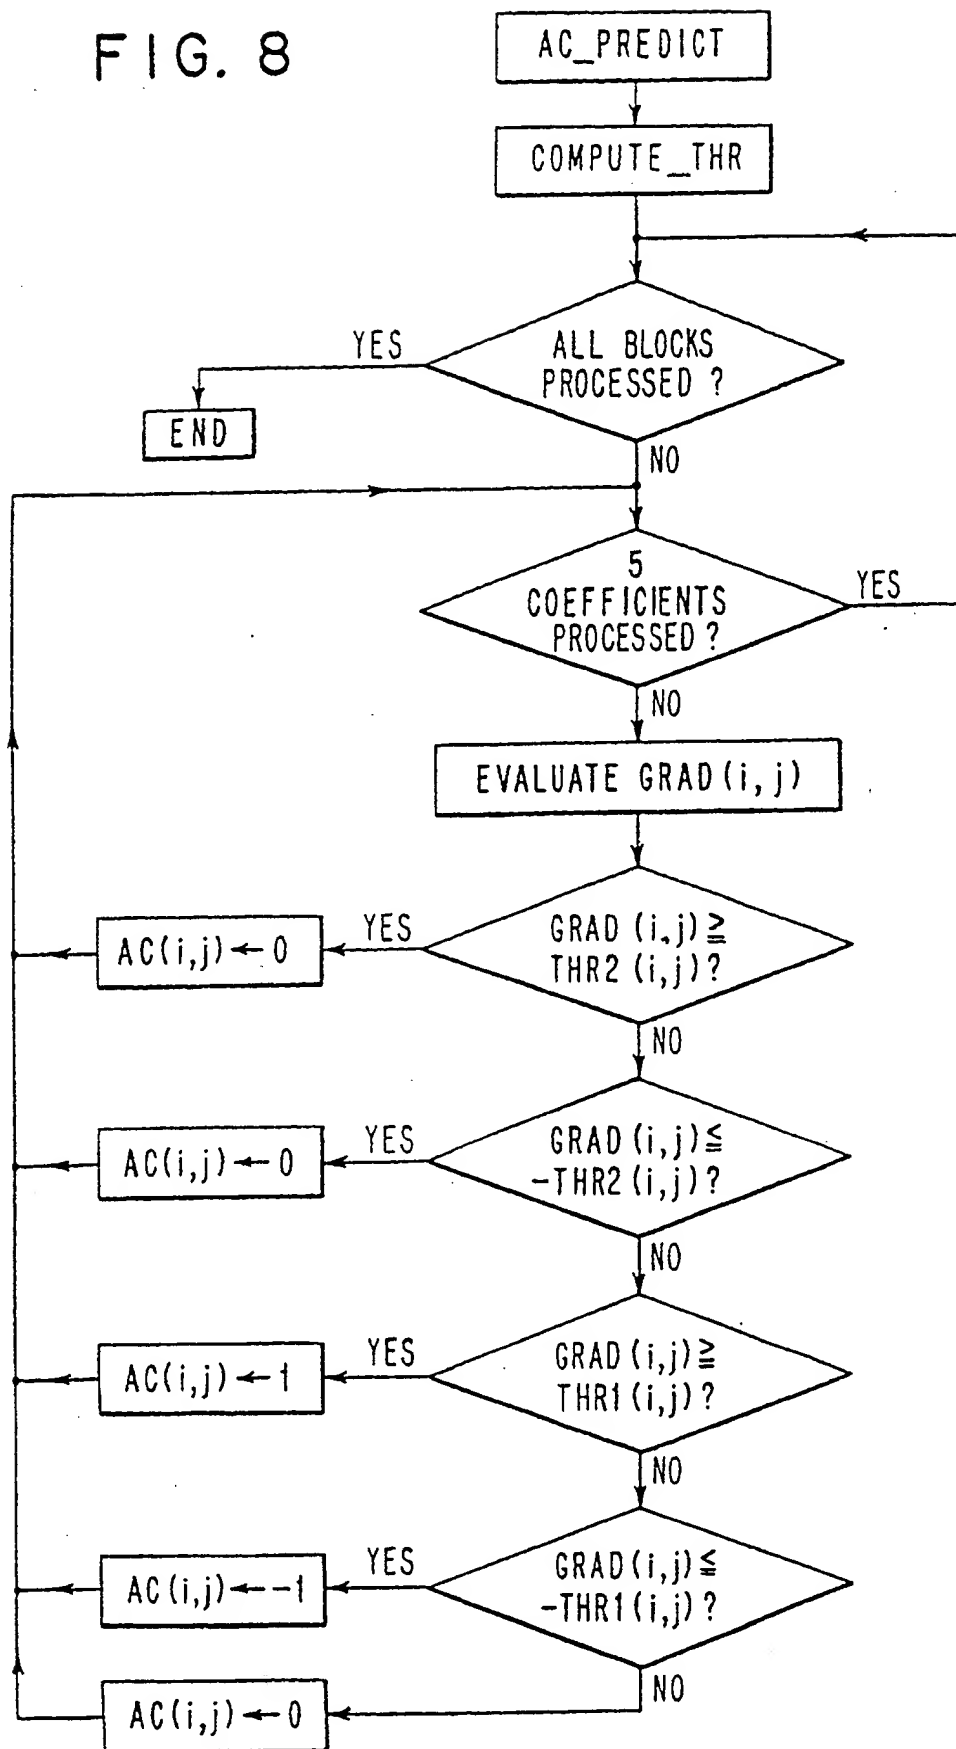 FIG. 8
AC_PREDICT
COMPUTE_THR
ALL BLOCKS
PROCESSED ?
YES
END
NO
5
COEFFICIENTS
PROCESSED ?
YES
NO
EVALUATE GRAD(i,j)
GRAD (i,j) ≧
THR2 (i,j)?
YES
AC(i,j)←0
NO
GRAD (i,j) ≦
-THR2 (i,j)?
YES
AC(i,j)←0
NO
GRAD (i,j) ≧
THR1 (i,j)?
YES
AC(i,j)←1
NO
GRAD(i,j) ≦
-THR1(i,j)?
YES
AC(i,j)←-1
NO
AC(i,j)←0